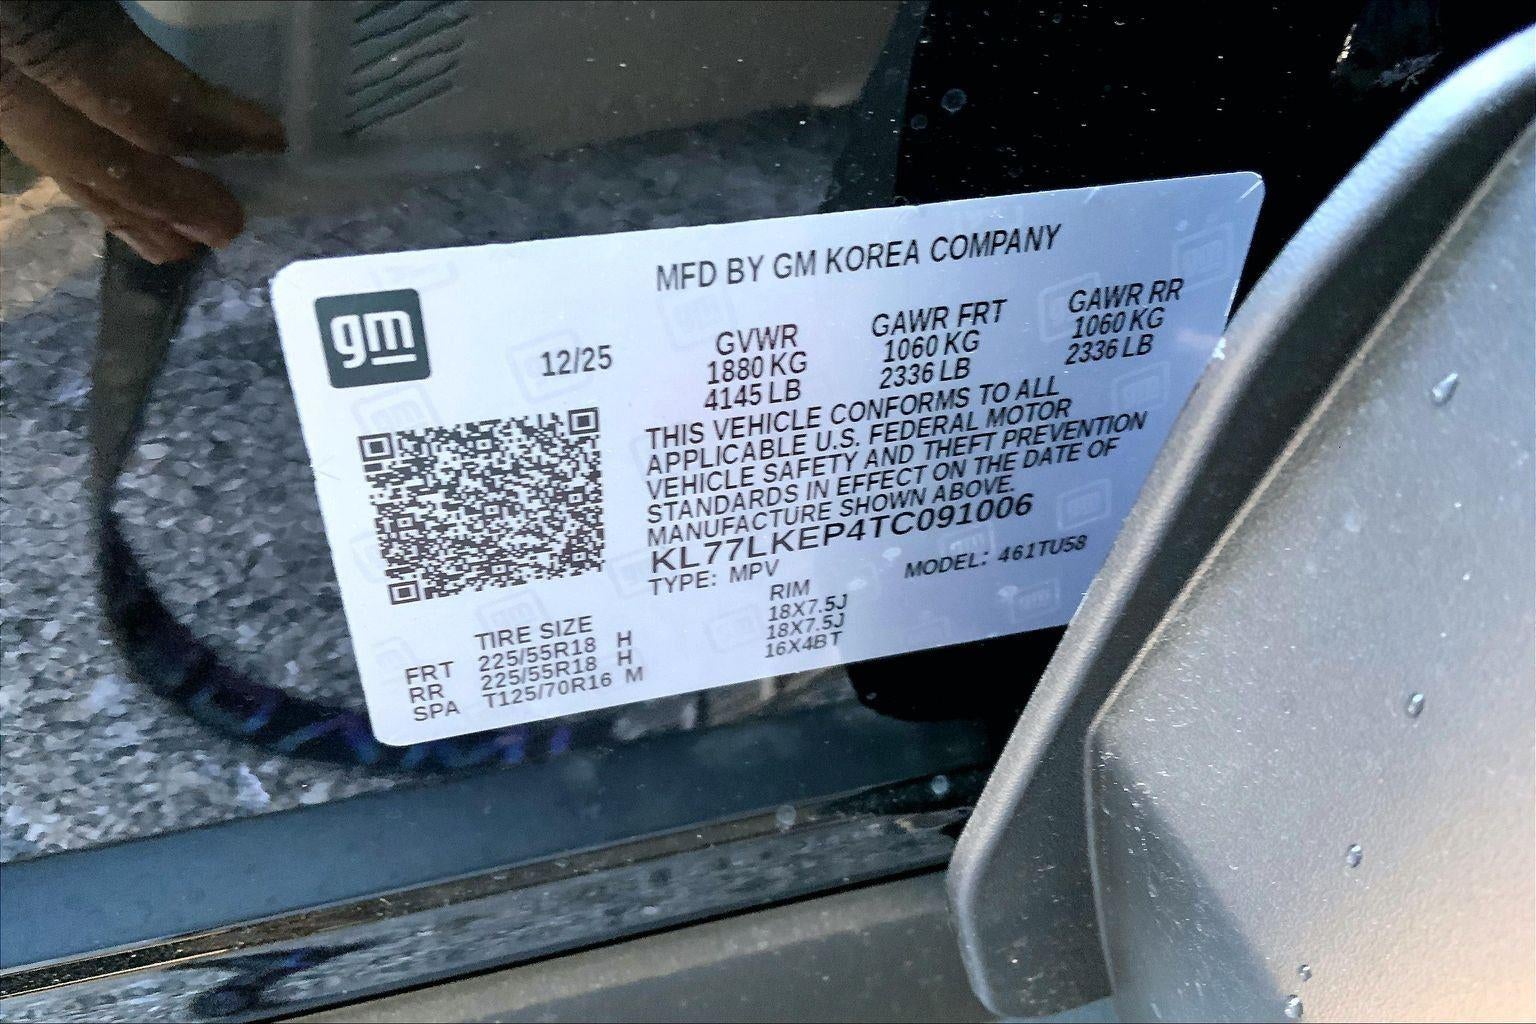 MFD BY GM KOREA COMPANY
gm
12/25
GVWR GAWR FRT GAWR RR
1880 KG 1060 KG 1060 KG
4145 LB 2336 LB 2336 LB
THIS VEHICLE CONFORMS TO ALL
APPLICABLE U.S. FEDERAL MOTOR
VEHICLE SAFETY AND THEFT PREVENTION
STANDARDS IN EFFECT ON THE DATE OF
MANUFACTURE SHOWN ABOVE.
KL77LKEP4TC091006
TYPE: MPV MODEL: 461TU58
TIRE SIZE RIM
FRT 225/55R18 H 18X7.5J
RR 225/55R18 H 18X7.5J
SPA T125/70R16 M 16X4BT